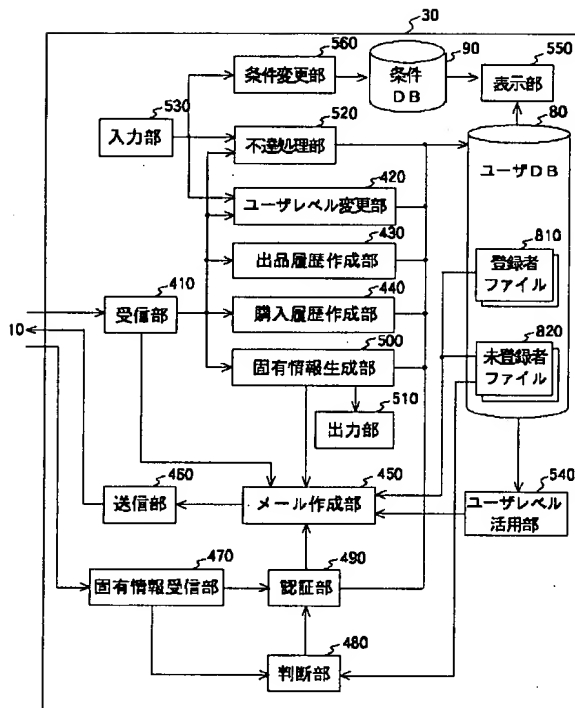 30
560
条件変更部
90
条件
DB
550
表示部
530
入力部
520
不達処理部
80
ユーザDB
420
ユーザレベル変更部
430
出品履歴作成部
810
登録者
ファイル
410
受信部
440
購入履歴作成部
10
500
固有情報生成部
820
未登録者
ファイル
510
出力部
460
送信部
450
メール作成部
540
ユーザレベル
活用部
470
固有情報受信部
490
認証部
480
判断部